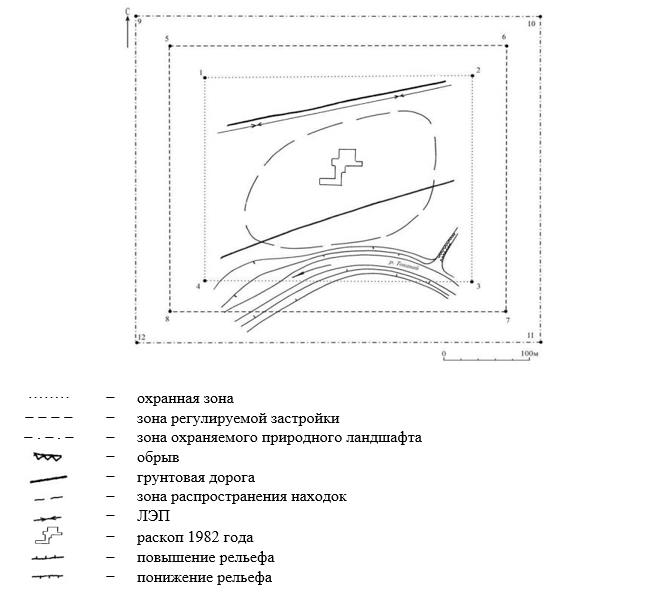 С
9
10
5
6
1
2
4
3
8
7
12
11
0 100м
– охранная зона
– зона регулируемой застройки
– зона охраняемого природного ландшафта
– обрыв
– грунтовая дорога
– зона распространения находок
– ЛЭП
– раскоп 1982 года
– повышение рельефа
– понижение рельефа